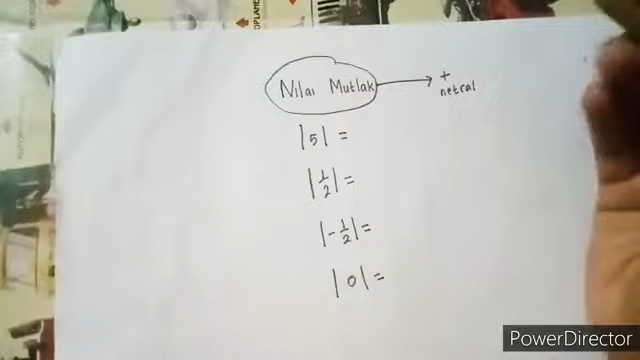 Nilai Mutlak → +
netral
|5| =
|1/2| =
|-1/2| =
|0| =
PowerDirector